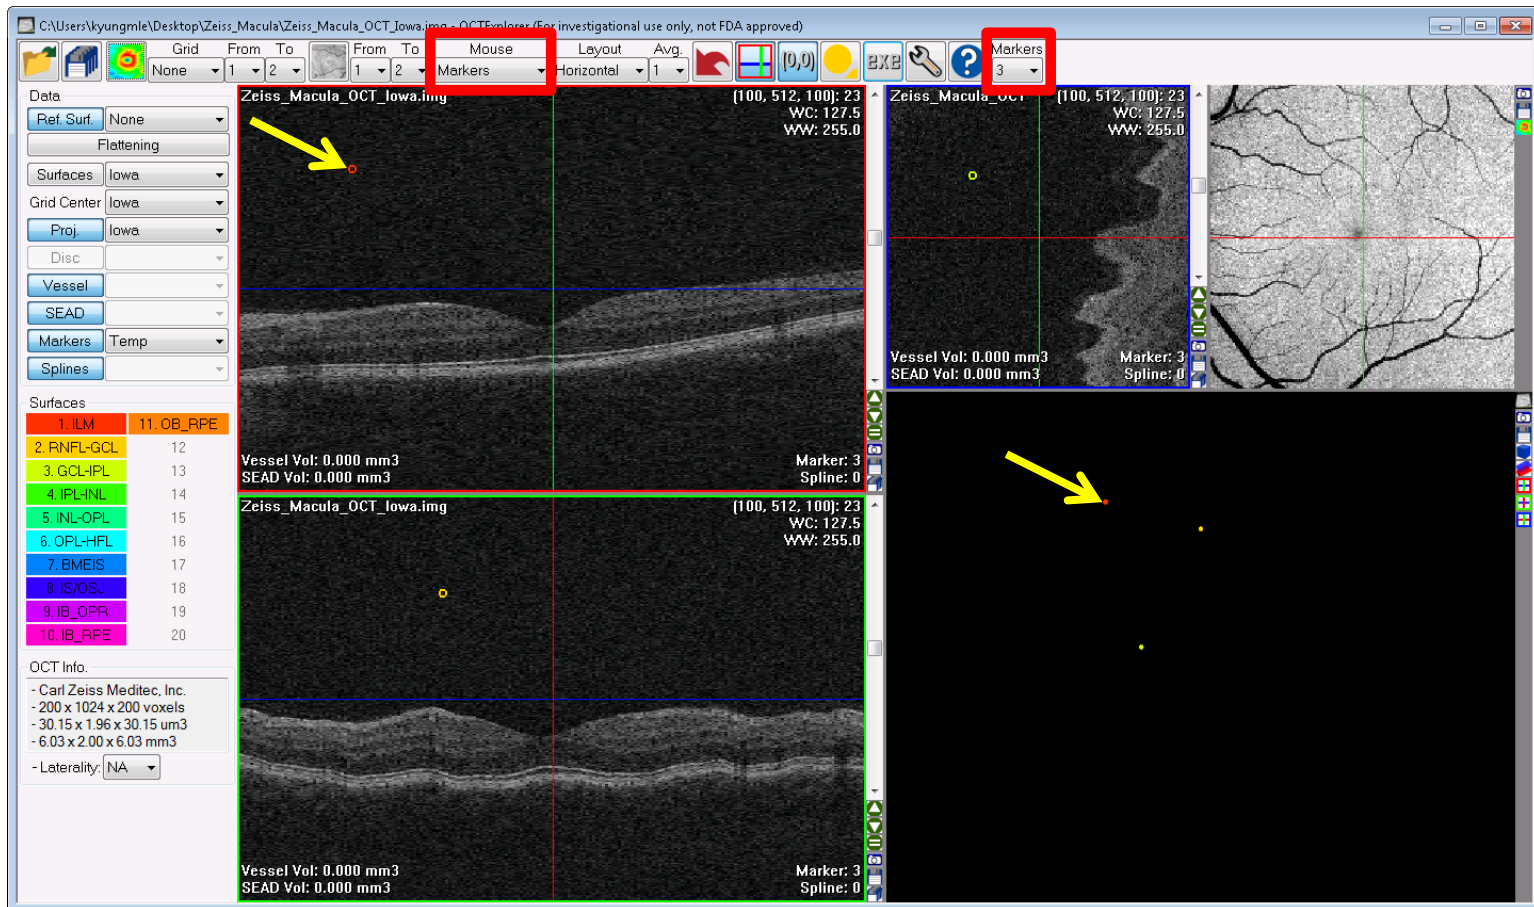 C:\Users\kyungmle\Desktop\Zeiss_Macula\Zeiss_Macula_OCT_Iowa.img - OCTExplorer (For investigational use only, not FDA approved)
Grid From To From To Mouse Layout Avg. Markers
None 1 2 1 2 Markers Horizontal 1 (0,0) EXE ? 3
Data
Ref. Surf. None
Flattening
Surfaces Iowa
Grid Center Iowa
Proj. Iowa
Disc
Vessel
SEAD
Markers Temp
Splines
Surfaces
1. ILM 11. OB_RPE
2. RNFL-GCL 12
3. GCL-IPL 13
4. IPL-INL 14
5. INL-OPL 15
6. OPL-HFL 16
7. BMEIS 17
8. IS/OSJ 18
9. IB_OPR 19
10. IB_RPE 20
OCT Info.
- Carl Zeiss Meditec, Inc.
- 200 x 1024 x 200 voxels
- 30.15 x 1.96 x 30.15 um3
- 6.03 x 2.00 x 6.03 mm3
- Laterality: NA
Zeiss_Macula_OCT_Iowa.img (100, 512, 100): 23
WC: 127.5
WW: 255.0
Vessel Vol: 0.000 mm3 Marker: 3
SEAD Vol: 0.000 mm3 Spline: 0
Zeiss_Macula_OCT (100, 512, 100): 23
WC: 127.5
WW: 255.0
Vessel Vol: 0.000 mm3 Marker: 3
SEAD Vol: 0.000 mm3 Spline: 0
Zeiss_Macula_OCT_Iowa.img (100, 512, 100): 23
WC: 127.5
WW: 255.0
Vessel Vol: 0.000 mm3 Marker: 3
SEAD Vol: 0.000 mm3 Spline: 0